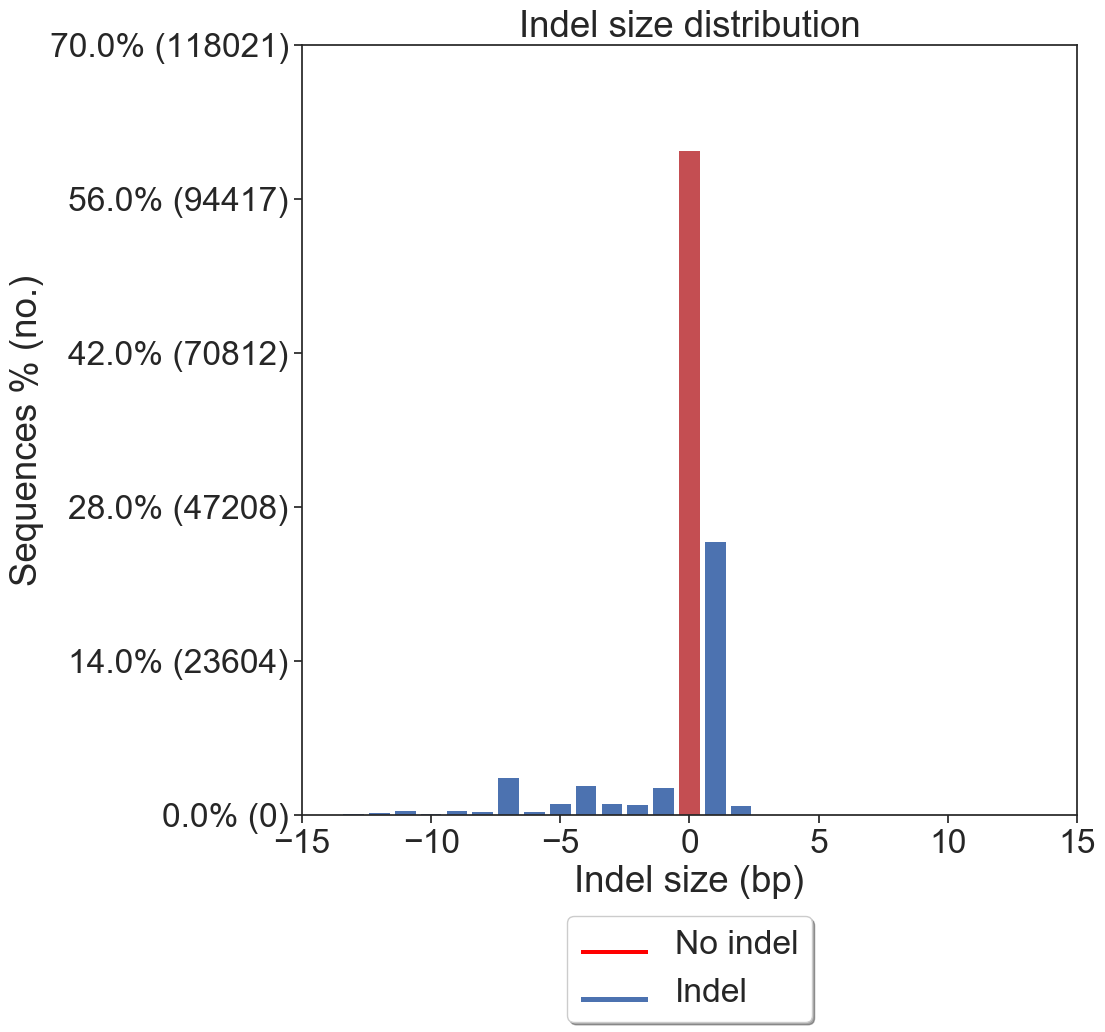 Indel size distribution
70.0% (118021)
56.0% (94417)
42.0% (70812)
28.0% (47208)
14.0% (23604)
0.0% (0)
Sequences % (no.)
−15 −10 −5 0 5 10 15
Indel size (bp)
No indel
Indel